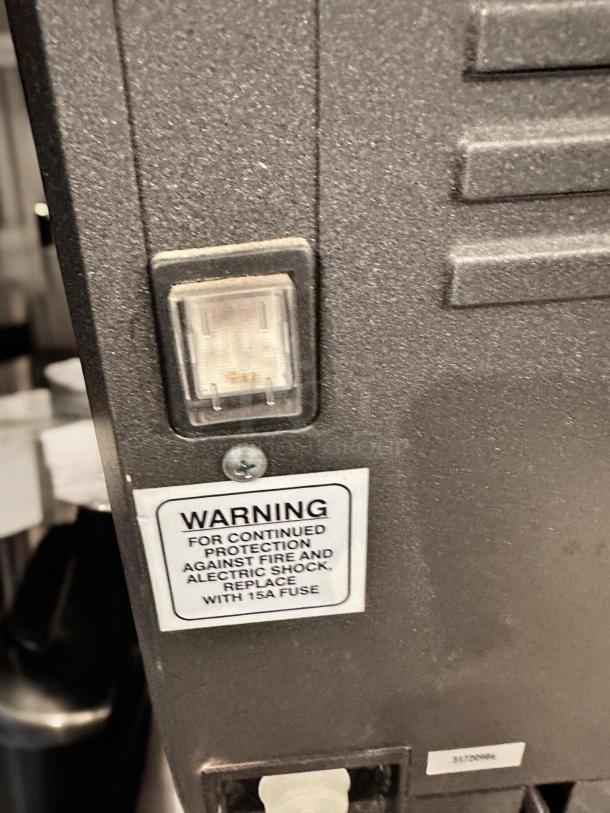 WARNING
FOR CONTINUED
PROTECTION
AGAINST FIRE AND
ALECTRIC SHOCK,
REPLACE
WITH 15A FUSE